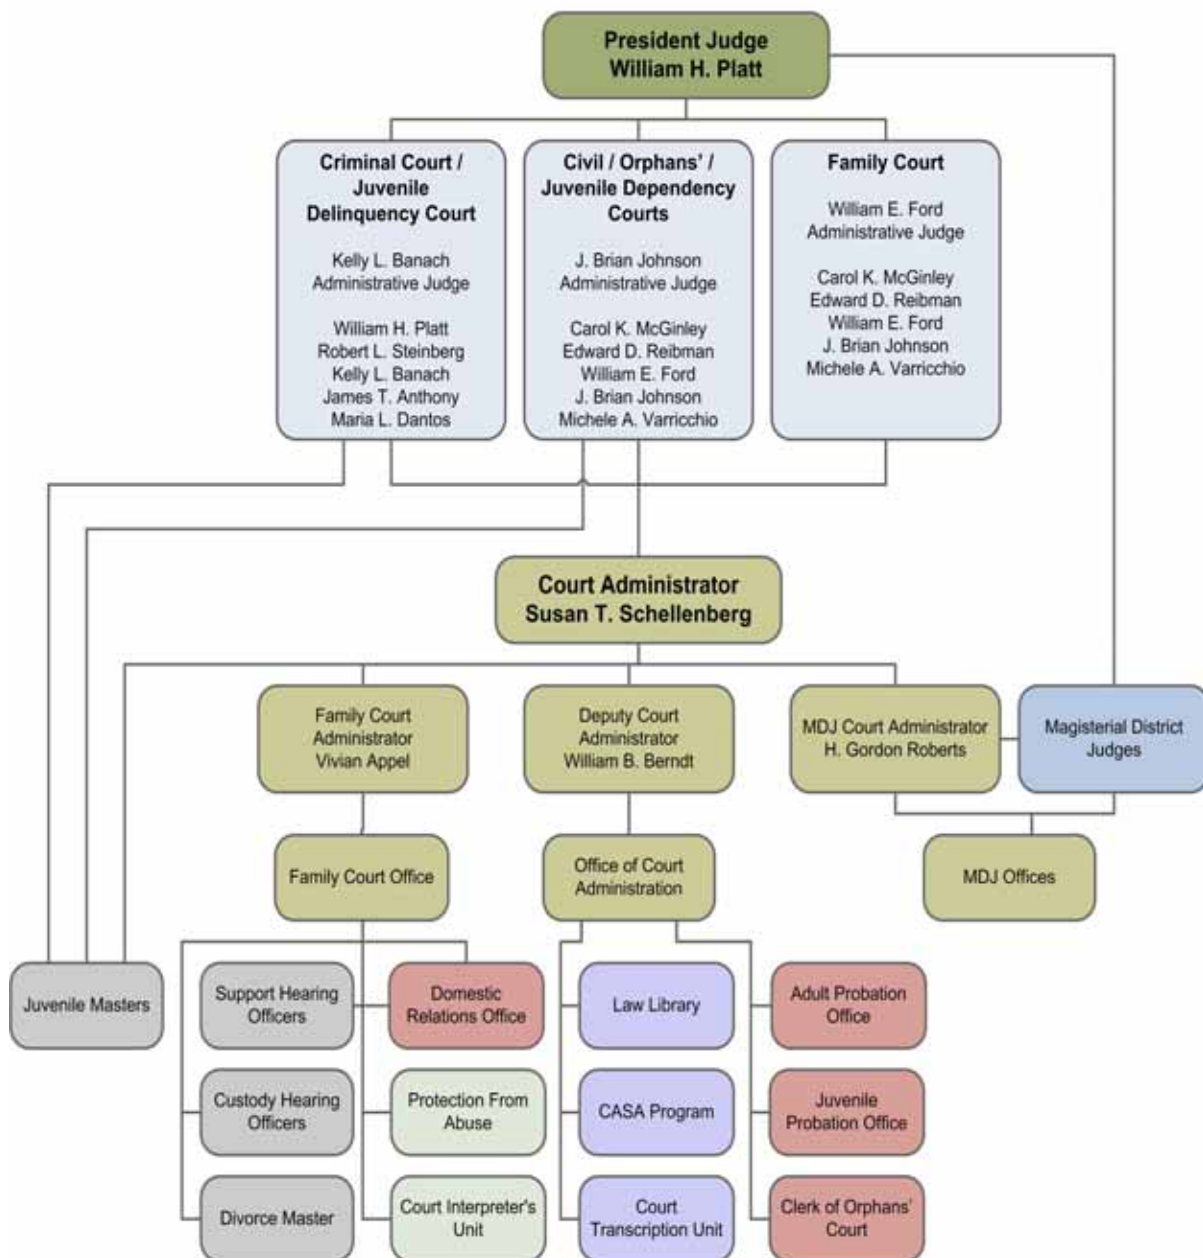 President Judge
William H. Platt
Criminal Court /
Juvenile
Delinquency Court
Kelly L. Banach
Administrative Judge
William H. Platt
Robert L. Steinberg
Kelly L. Banach
James T. Anthony
Maria L. Dantos
Civil / Orphans' /
Juvenile Dependency
Courts
J. Brian Johnson
Administrative Judge
Carol K. McGinley
Edward D. Reibman
William E. Ford
J. Brian Johnson
Michele A. Varricchio
Family Court
William E. Ford
Administrative Judge
Carol K. McGinley
Edward D. Reibman
William E. Ford
J. Brian Johnson
Michele A. Varricchio
Court Administrator
Susan T. Schellenberg
Family Court
Administrator
Vivian Appel
Deputy Court
Administrator
William B. Berndt
MDJ Court Administrator
H. Gordon Roberts
Magisterial District
Judges
Family Court Office
Office of Court
Administration
MDJ Offices
Juvenile Masters
Support Hearing
Officers
Domestic
Relations Office
Law Library
Adult Probation
Office
Custody Hearing
Officers
Protection From
Abuse
CASA Program
Juvenile
Probation Office
Divorce Master
Court Interpreter's
Unit
Court
Transcription Unit
Clerk of Orphans'
Court